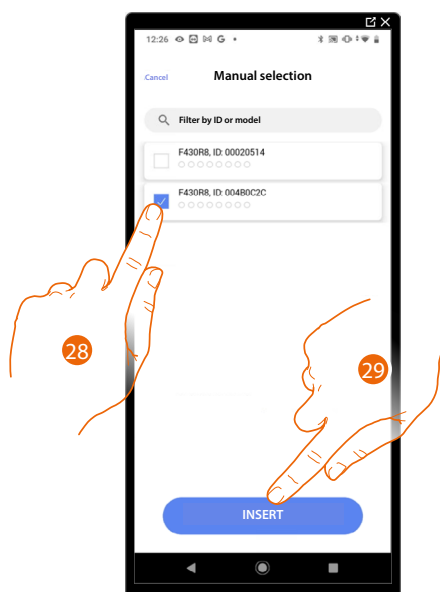 12:26
Cancel
Manual selection
Filter by ID or model
F430R8, ID: 00020514
F430R8, ID: 004B0C2C
28
29
INSERT